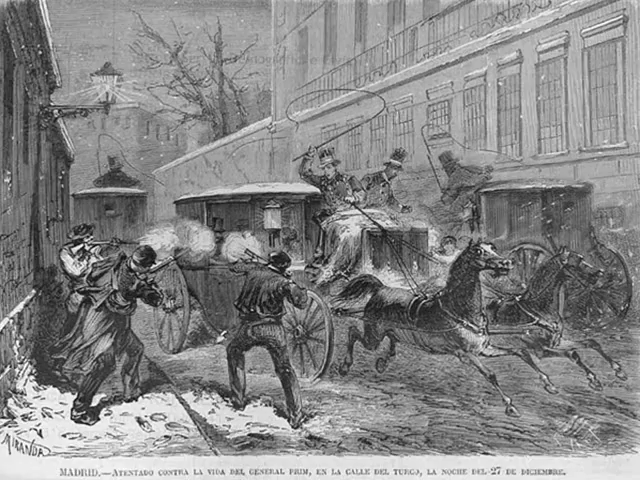 MIRANDA
MADRID.—ATENTADO CONTRA LA VIDA DEL GENERAL PRIM, EN LA CALLE DEL TURCO, LA NOCHE DEL 27 DE DICIEMBRE.